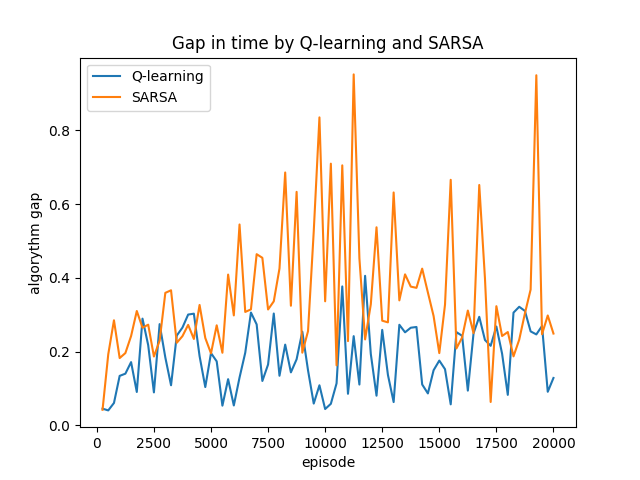 Gap in time by Q-learning and SARSA
Q-learning
SARSA
algorythm gap
0.8
0.6
0.4
0.2
0.0
0 2500 5000 7500 10000 12500 15000 17500 20000
episode